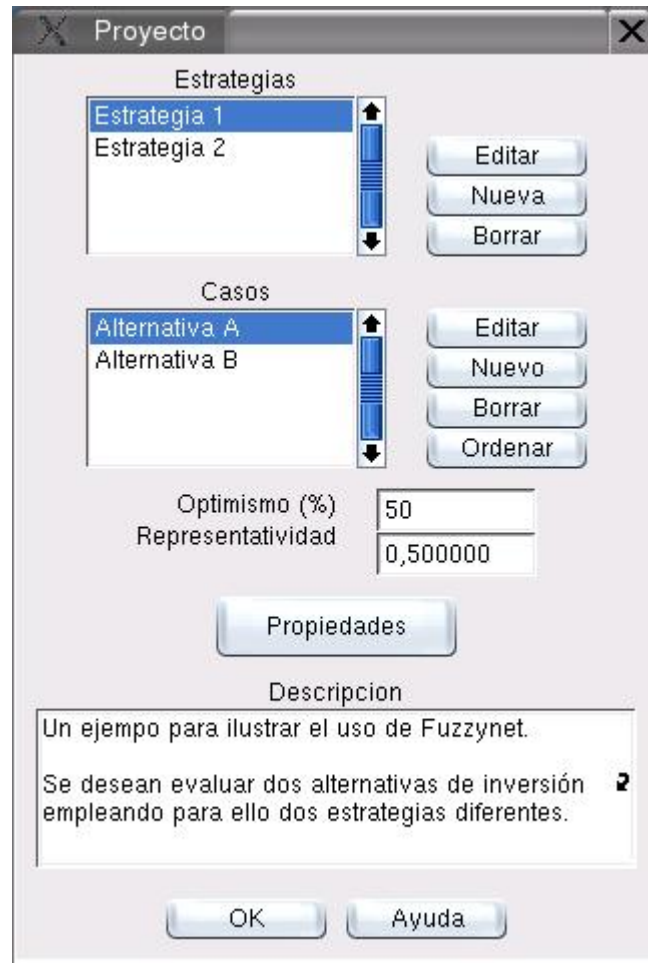 Proyecto
Estrategias
Estrategia 1
Estrategia 2
Editar
Nueva
Borrar
Casos
Alternativa A
Alternativa B
Editar
Nuevo
Borrar
Ordenar
Optimismo (%)
50
Representatividad
0,500000
Propiedades
Descripcion
Un ejempo para ilustrar el uso de Fuzzynet.
Se desean evaluar dos alternativas de inversión
empleando para ello dos estrategias diferentes.
OK
Ayuda